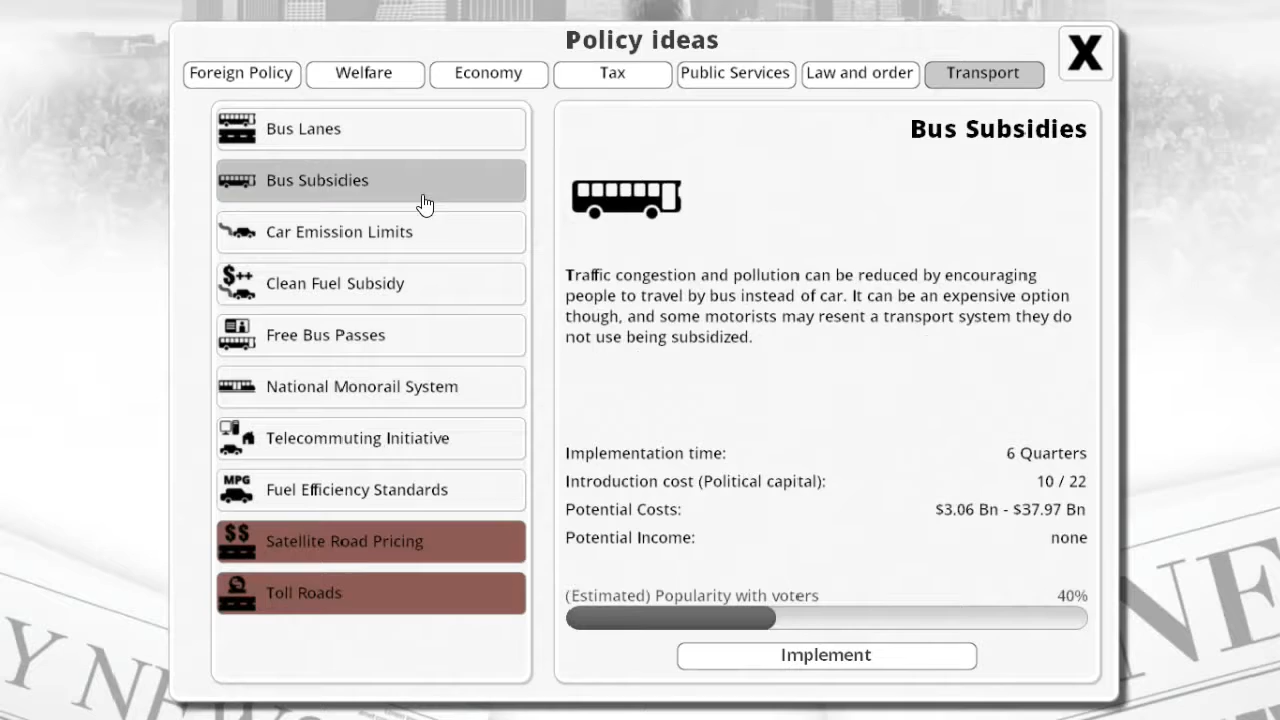 Policy ideas
X
Foreign Policy
Welfare
Economy
Tax
Public Services
Law and order
Transport
Bus Lanes
Bus Subsidies
Car Emission Limits
$++
Clean Fuel Subsidy
Free Bus Passes
National Monorail System
Telecommuting Initiative
MPG
Fuel Efficiency Standards
$$
Satellite Road Pricing
Toll Roads
Bus Subsidies
Traffic congestion and pollution can be reduced by encouraging
people to travel by bus instead of car. It can be an expensive option
though, and some motorists may resent a transport system they do
not use being subsidized.
Implementation time: 6 Quarters
Introduction cost (Political capital): 10 / 22
Potential Costs: $3.06 Bn - $37.97 Bn
Potential Income: none
(Estimated) Popularity with voters 40%
Implement
Y NEWS
NE